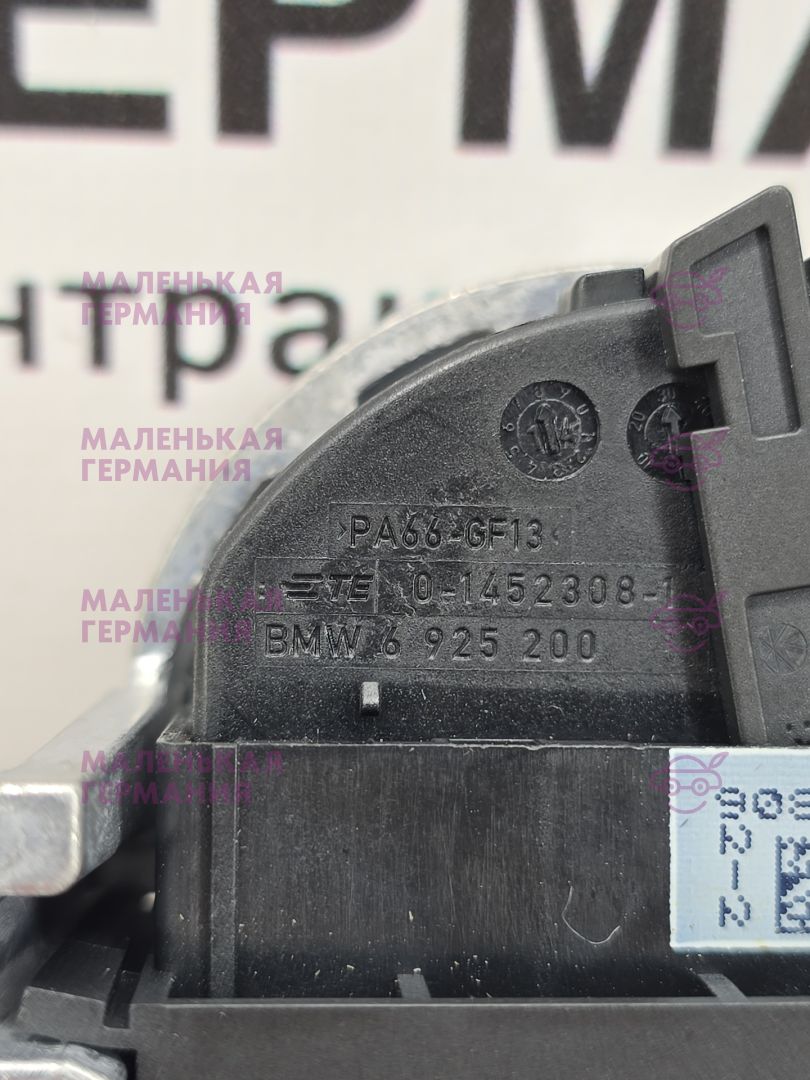 ЕРМА
нтра
МАЛЕНЬКАЯ
ГЕРМАНИЯ
МАЛЕНЬКАЯ
ГЕРМАНИЯ
>PA66-GF13<
TE 0-1452308-1
МАЛЕНЬКАЯ
ГЕРМАНИЯ
BMW 6 925 200
МАЛЕНЬКАЯ
ГЕРМАНИЯ